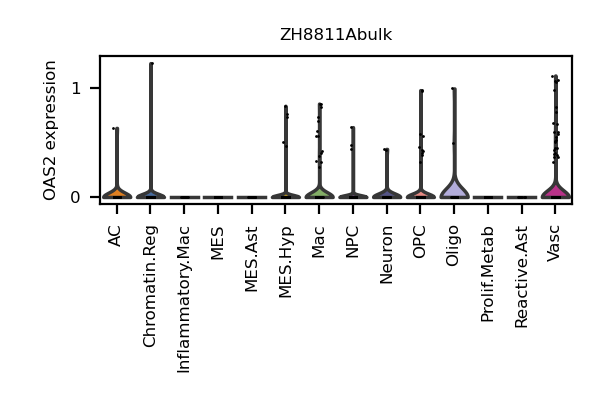 ZH8811Abulk
OAS2 expression
1
0
AC
Chromatin.Reg
Inflammatory.Mac
MES
MES.Ast
MES.Hyp
Mac
NPC
Neuron
OPC
Oligo
Prolif.Metab
Reactive.Ast
Vasc